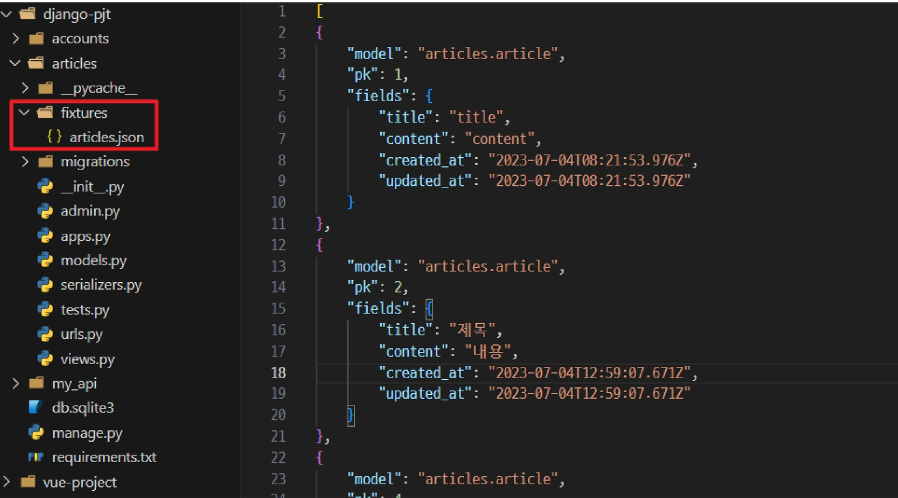 django-pjt
accounts
articles
__pycache__
fixtures
{} articles.json
migrations
__init__.py
admin.py
apps.py
models.py
serializers.py
tests.py
urls.py
views.py
my_api
db.sqlite3
manage.py
requirements.txt
vue-project
1 [
2 {
3 "model": "articles.article",
4 "pk": 1,
5 "fields": {
6 "title": "title",
7 "content": "content",
8 "created_at": "2023-07-04T08:21:53.976Z",
9 "updated_at": "2023-07-04T08:21:53.976Z"
10 }
11 },
12 {
13 "model": "articles.article",
14 "pk": 2,
15 "fields": {
16 "title": "제목",
17 "content": "내용",
18 "created_at": "2023-07-04T12:59:07.671Z",
19 "updated_at": "2023-07-04T12:59:07.671Z"
20 }
21 },
22 {
23 "model": "articles.article",